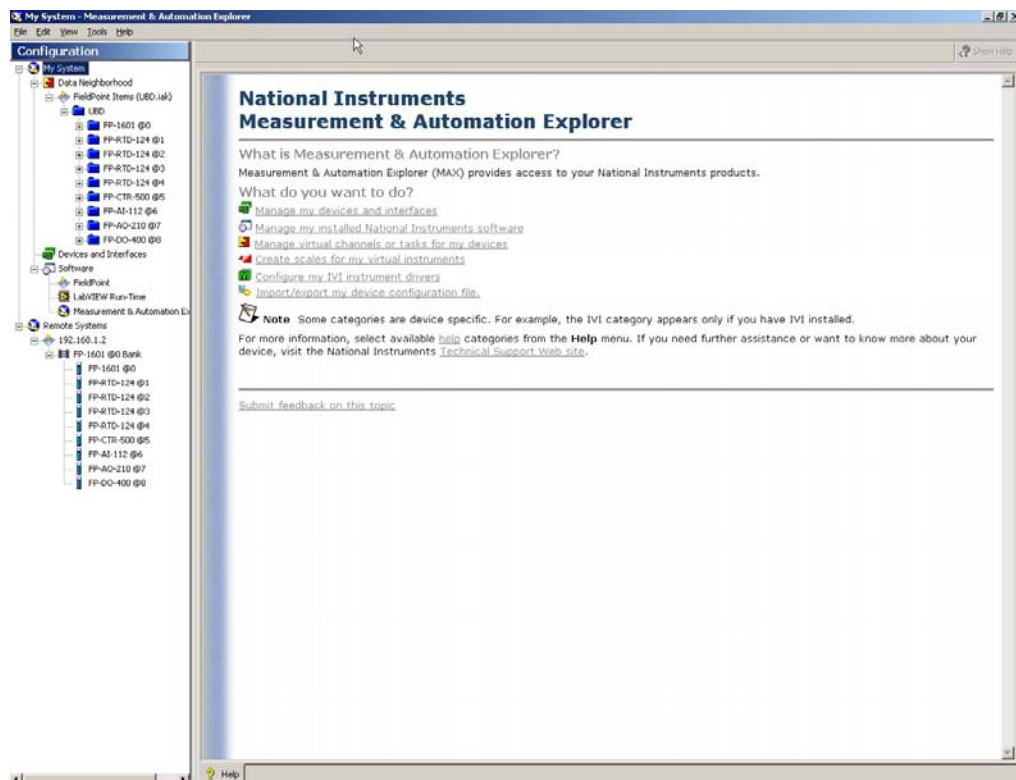 My System - Measurement & Automation Explorer
File Edit View Tools Help
Configuration
Show Help
My System
Data Neighborhood
FieldPoint Items (UBD.iak)
UBD
FP-1601 @0
FP-RTD-124 @1
FP-RTD-124 @2
FP-RTD-124 @3
FP-RTD-124 @4
FP-CTR-500 @5
FP-AI-112 @6
FP-AO-210 @7
FP-DO-400 @8
Devices and Interfaces
Software
FieldPoint
LabVIEW Run-Time
Measurement & Automation Ex
Remote Systems
192.160.1.2
FP-1601 @0 Bank
FP-1601 @0
FP-RTD-124 @1
FP-RTD-124 @2
FP-RTD-124 @3
FP-RTD-124 @4
FP-CTR-500 @5
FP-AI-112 @6
FP-AO-210 @7
FP-DO-400 @8
National Instruments
Measurement & Automation Explorer
What is Measurement & Automation Explorer?
Measurement & Automation Explorer (MAX) provides access to your National Instruments products.
What do you want to do?
Manage my devices and interfaces
Manage my installed National Instruments software
Manage virtual channels or tasks for my devices
Create scales for my virtual instruments
Configure my IVI instrument drivers
Import/export my device configuration file.
Note Some categories are device specific. For example, the IVI category appears only if you have IVI installed.
For more information, select available help categories from the Help menu. If you need further assistance or want to know more about your
device, visit the National Instruments Technical Support Web site.
Submit feedback on this topic
Help